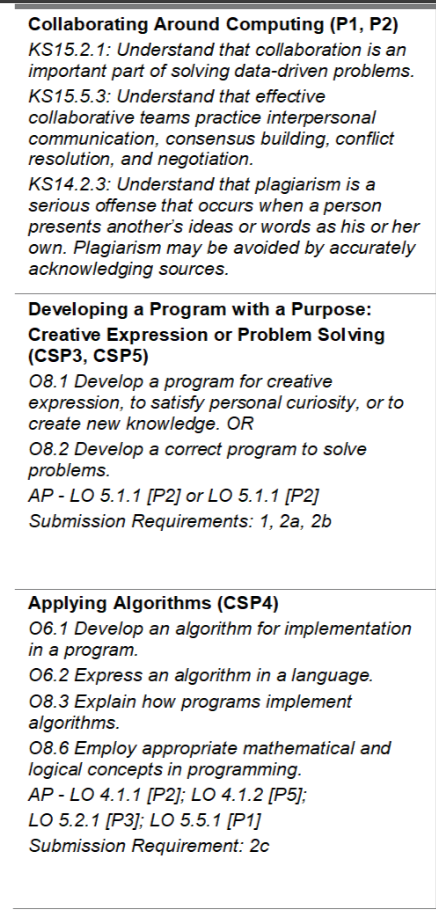 Collaborating Around Computing (P1, P2)
KS15.2.1: Understand that collaboration is an
important part of solving data-driven problems.
KS15.5.3: Understand that effective
collaborative teams practice interpersonal
communication, consensus building, conflict
resolution, and negotiation.
KS14.2.3: Understand that plagiarism is a
serious offense that occurs when a person
presents another's ideas or words as his or her
own. Plagiarism may be avoided by accurately
acknowledging sources.
Developing a Program with a Purpose:
Creative Expression or Problem Solving
(CSP3, CSP5)
O8.1 Develop a program for creative
expression, to satisfy personal curiosity, or to
create new knowledge. OR
O8.2 Develop a correct program to solve
problems.
AP - LO 5.1.1 [P2] or LO 5.1.1 [P2]
Submission Requirements: 1, 2a, 2b
Applying Algorithms (CSP4)
O6.1 Develop an algorithm for implementation
in a program.
O6.2 Express an algorithm in a language.
O8.3 Explain how programs implement
algorithms.
O8.6 Employ appropriate mathematical and
logical concepts in programming.
AP - LO 4.1.1 [P2]; LO 4.1.2 [P5];
LO 5.2.1 [P3]; LO 5.5.1 [P1]
Submission Requirement: 2c